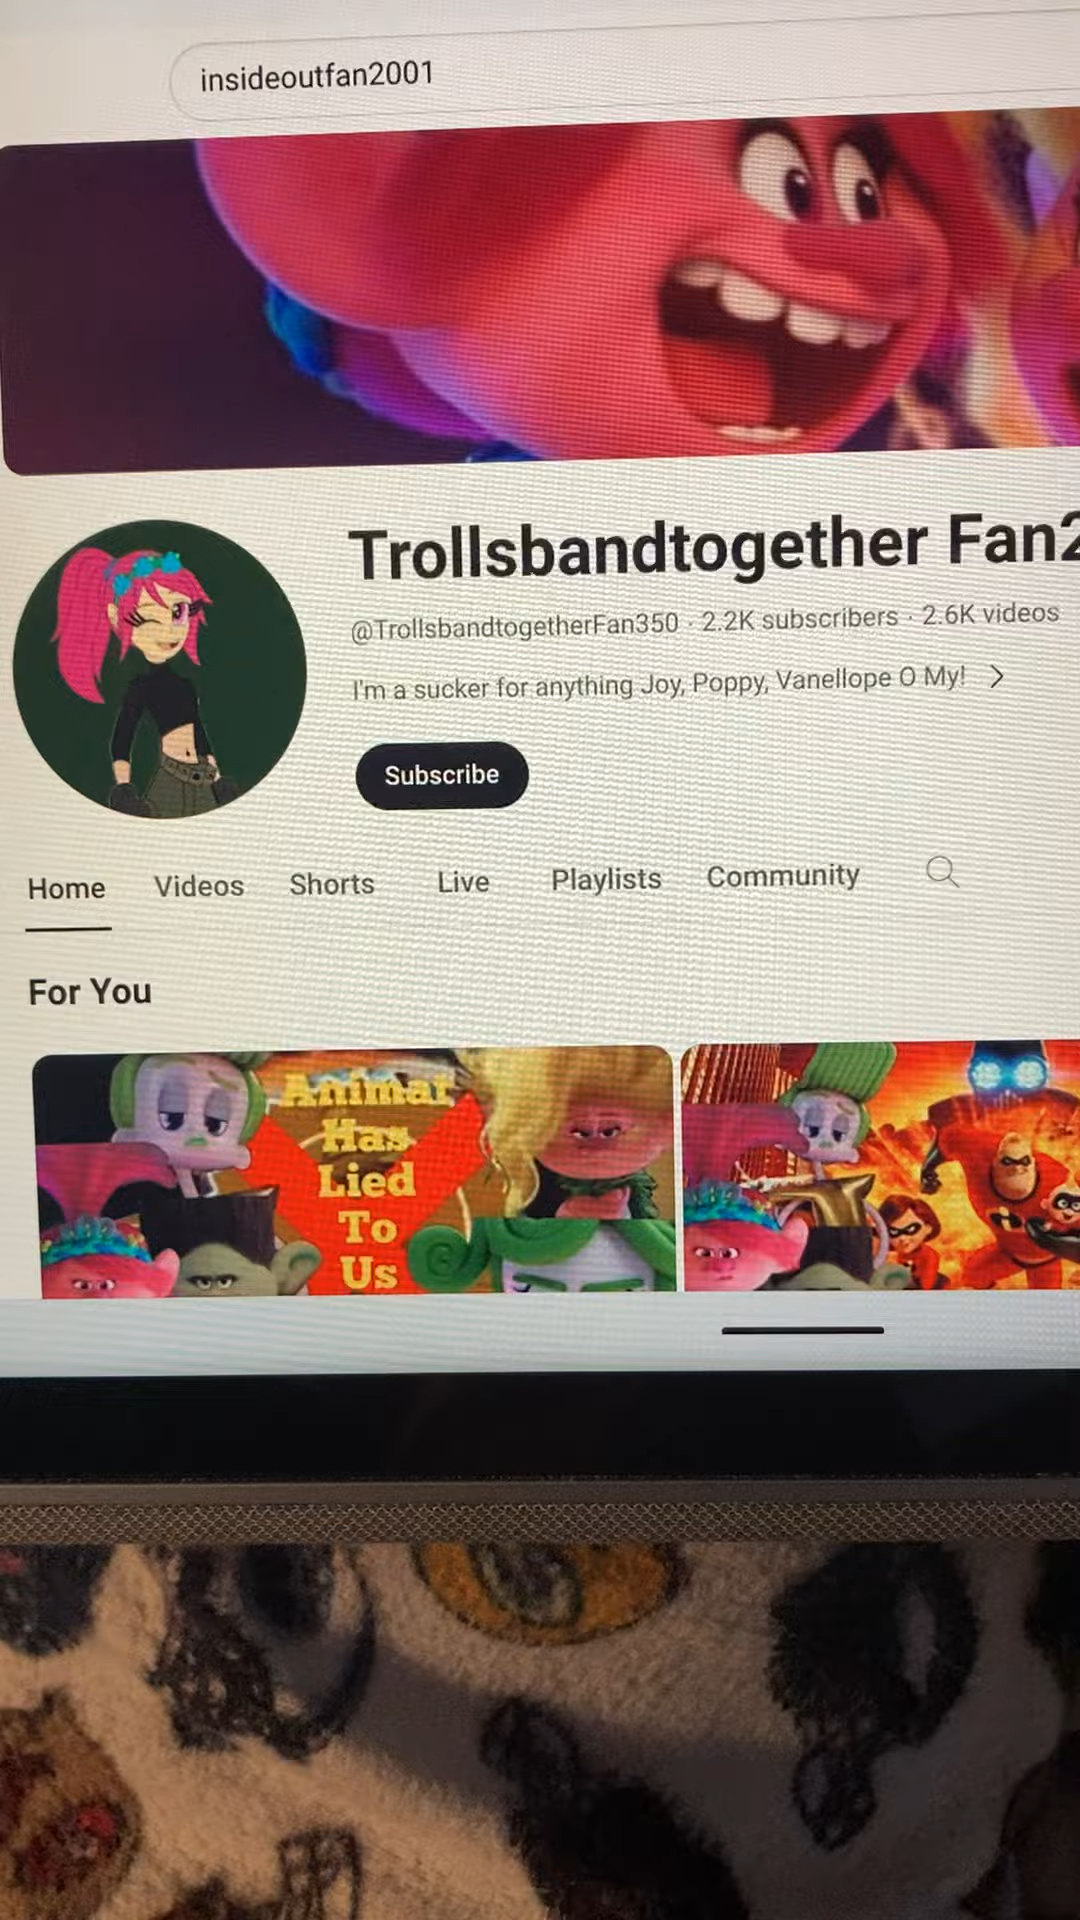 insideoutfan2001
Trollsbandtogether Fan2
@TrollsbandtogetherFan350 · 2.2K subscribers · 2.6K videos
I'm a sucker for anything Joy, Poppy, Vanellope O My!
Subscribe
Home Videos Shorts Live Playlists Community
For You
Animat
Has
Lied
To
Us